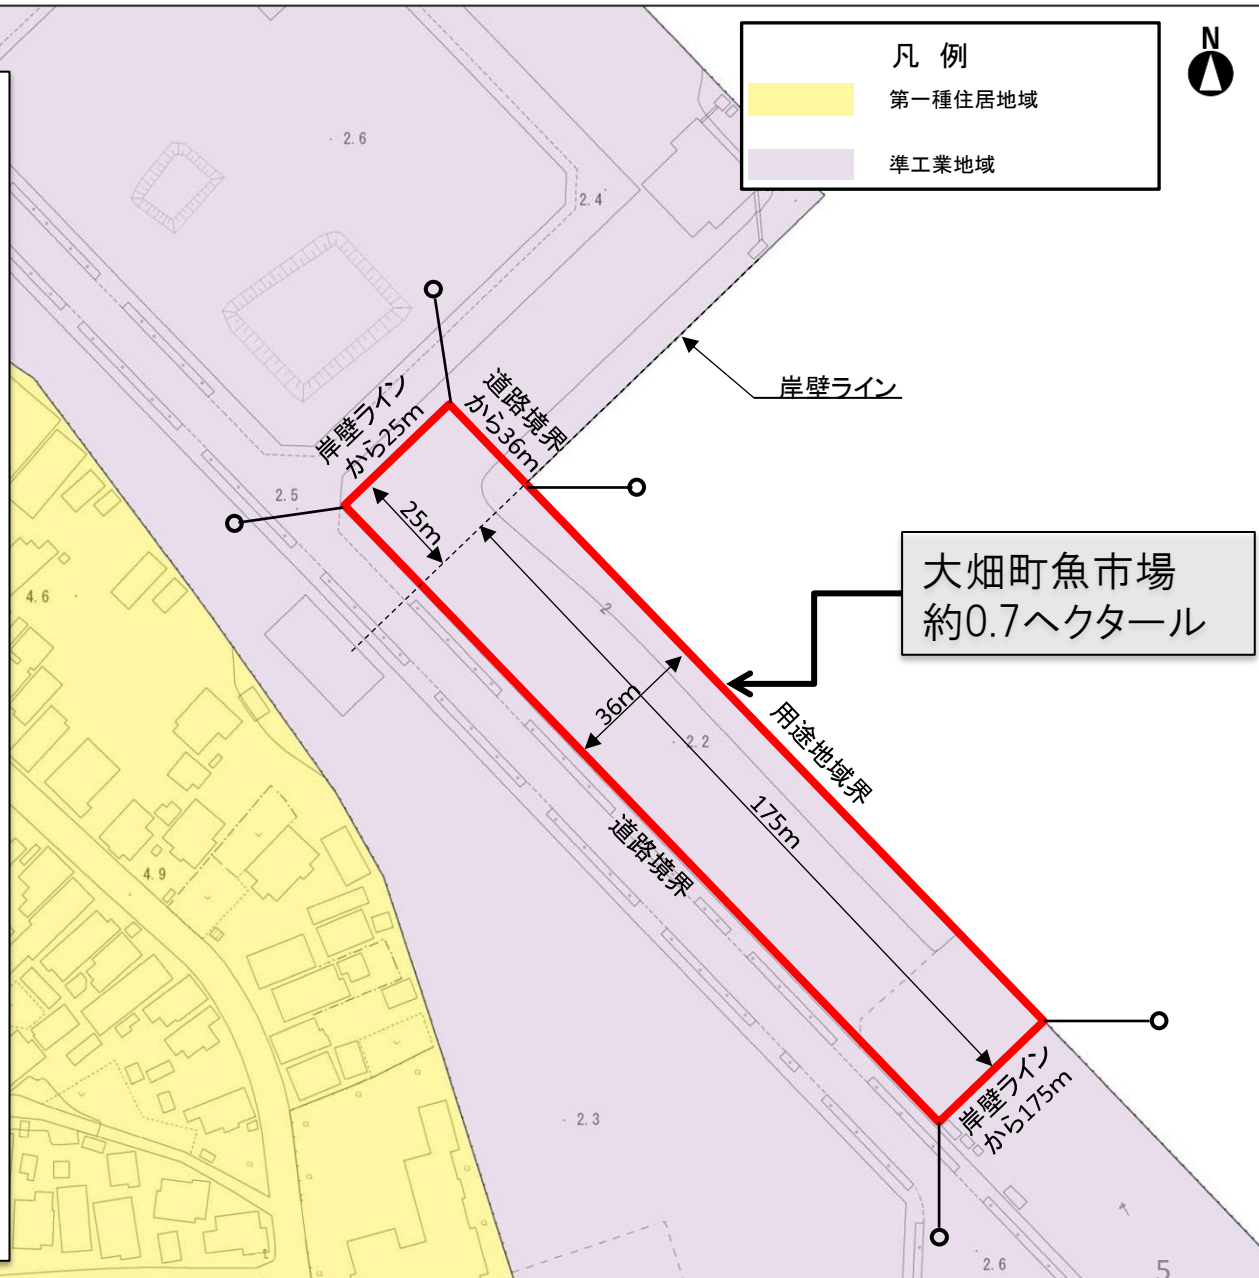 凡 例
第一種住居地域
準工業地域
N
2.6
2.4
岸壁ライン
岸壁ライン
から25m
道路境界
から36m
2.5
25m
大畑町魚市場
約0.7ヘクタール
4.6
2
36m
2.2
用途地域界
175m
道路境界
4.9
岸壁ライン
から175m
2.3
2.6
5